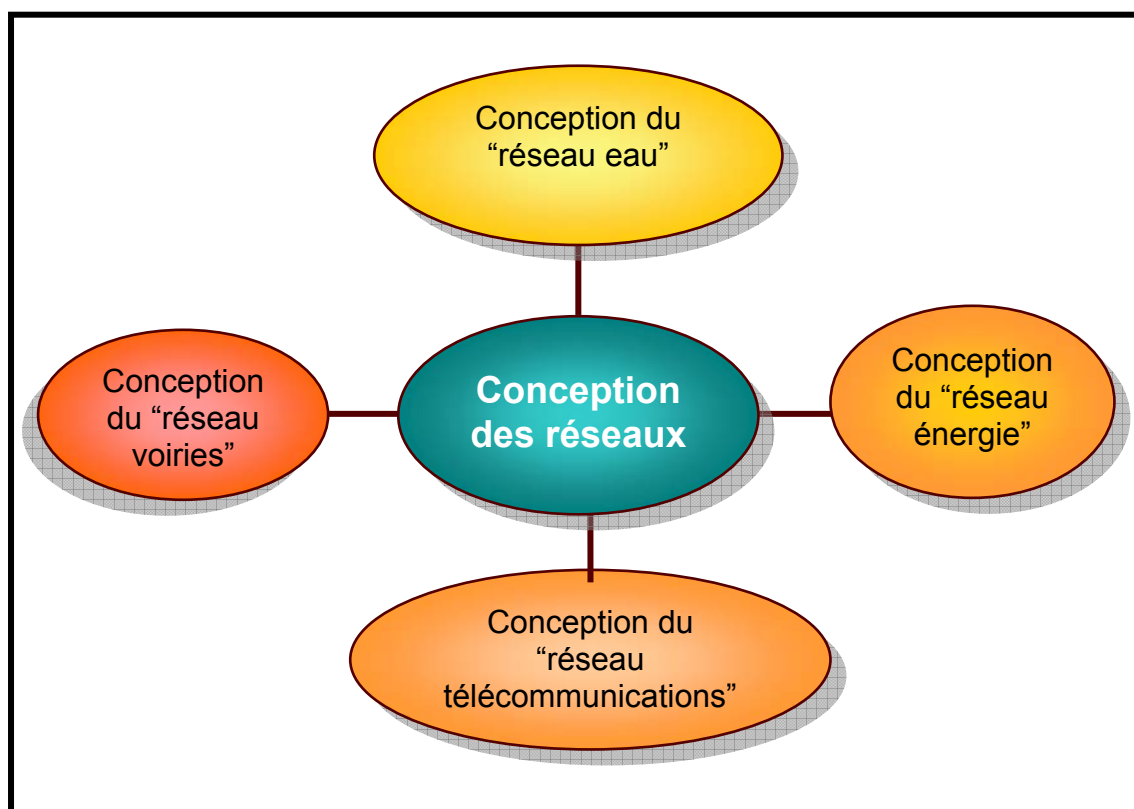 Conception du
“réseau eau”
Conception
du “réseau
voiries”
Conception
des réseaux
Conception
du “réseau
énergie”
Conception du
“réseau
télécommunications”